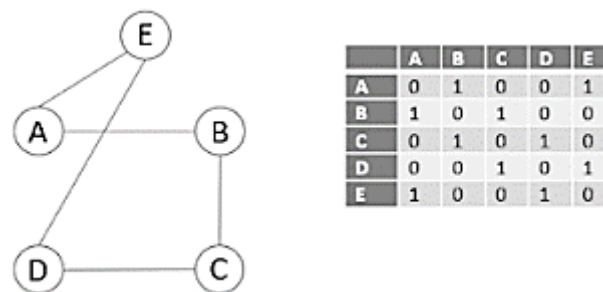 E
A B
D C
A B C D E
A 0 1 0 0 1
B 1 0 1 0 0
C 0 1 0 1 0
D 0 0 1 0 1
E 1 0 0 1 0